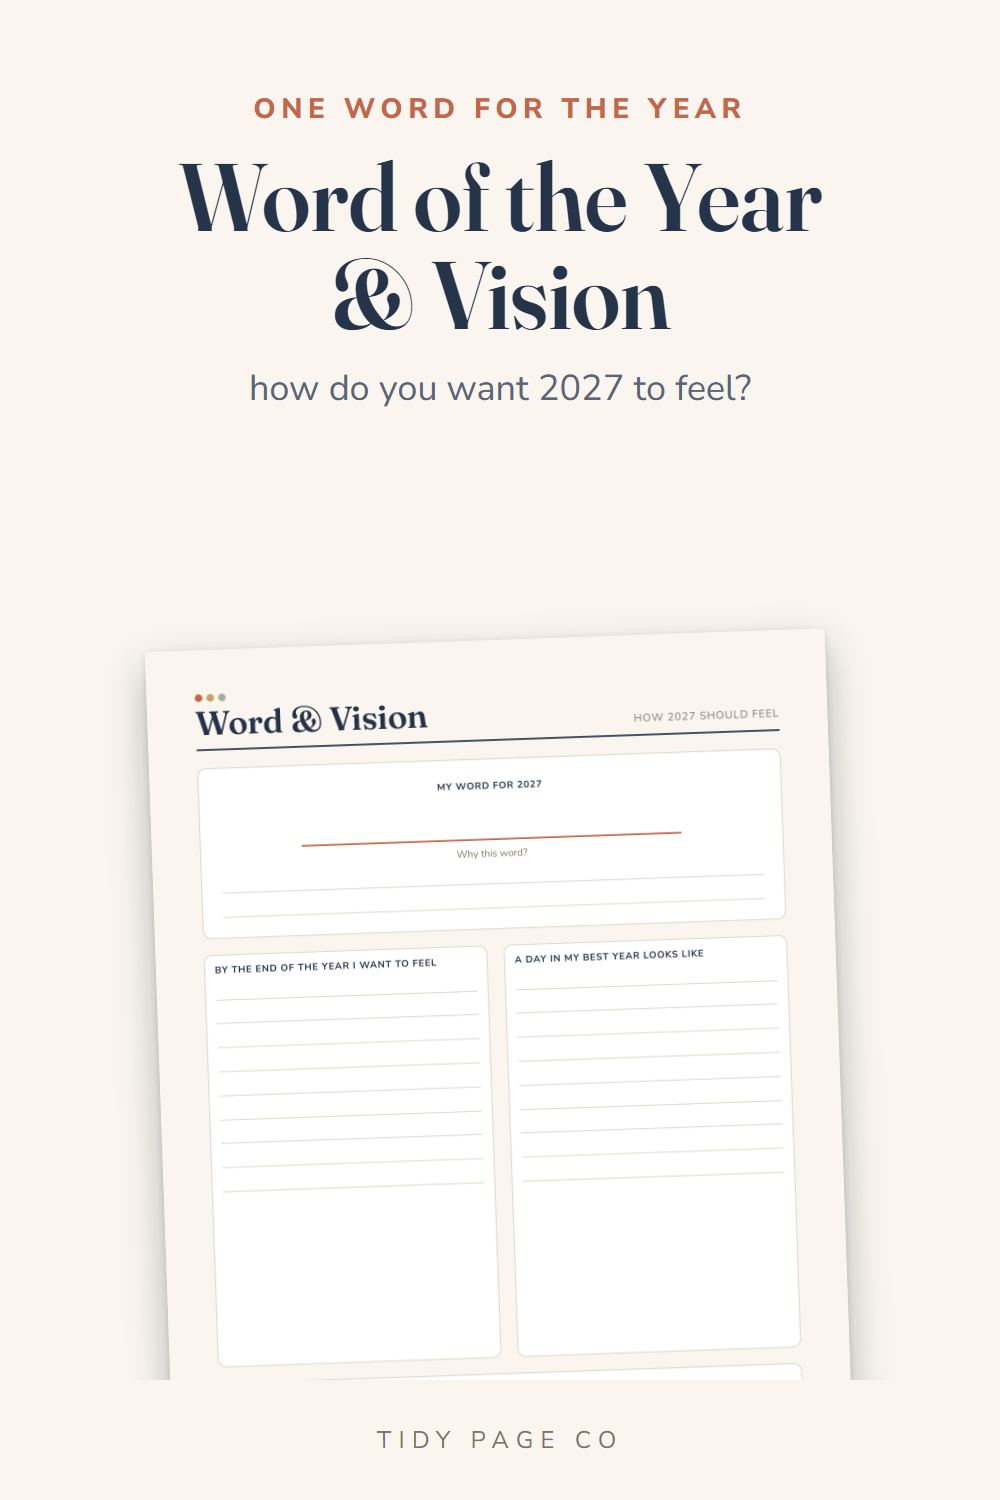 ONE WORD FOR THE YEAR
Word of the Year
& Vision
how do you want 2027 to feel?
Word & Vision
HOW 2027 SHOULD FEEL
MY WORD FOR 2027
Why this word?
BY THE END OF THE YEAR I WANT TO FEEL
A DAY IN MY BEST YEAR LOOKS LIKE
TIDY PAGE CO